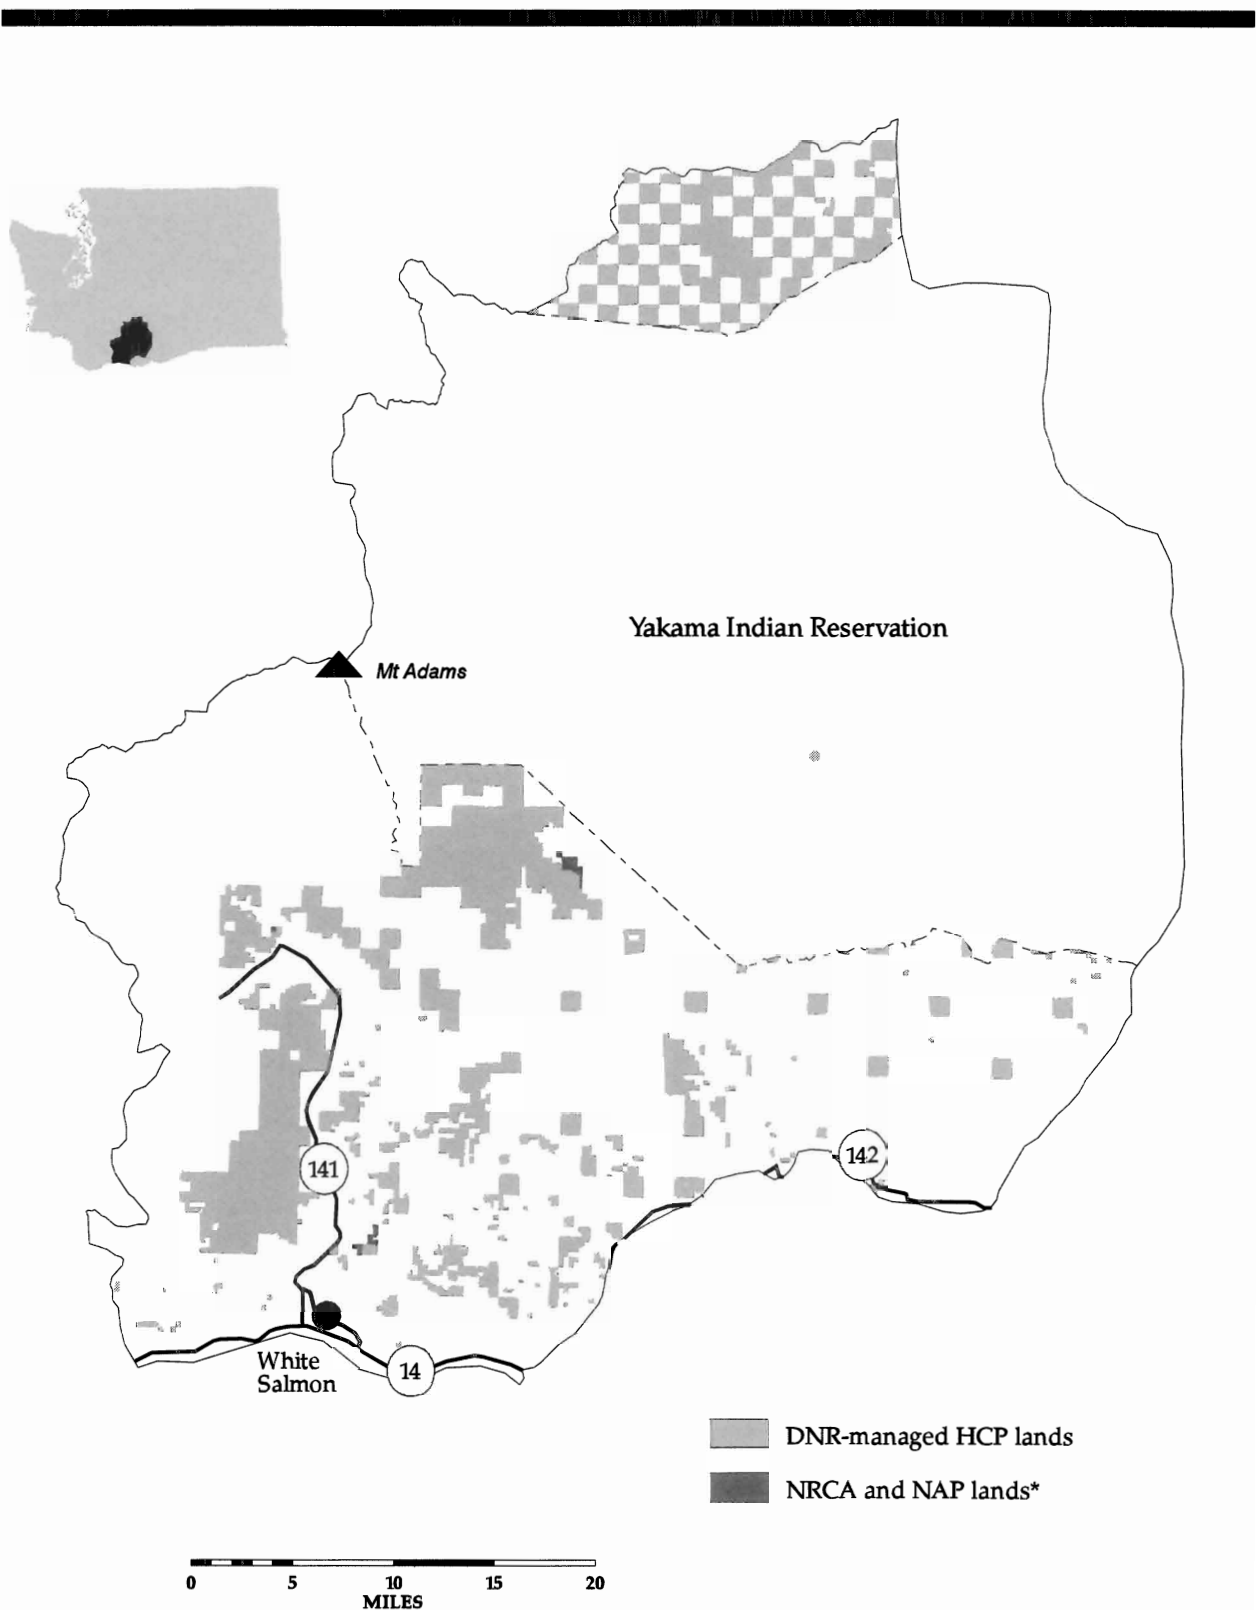 Yakama Indian Reservation
Mt Adams
141
142
White
Salmon
14
DNR-managed HCP lands
NRCA and NAP lands*
0 5 10 15 20
MILES